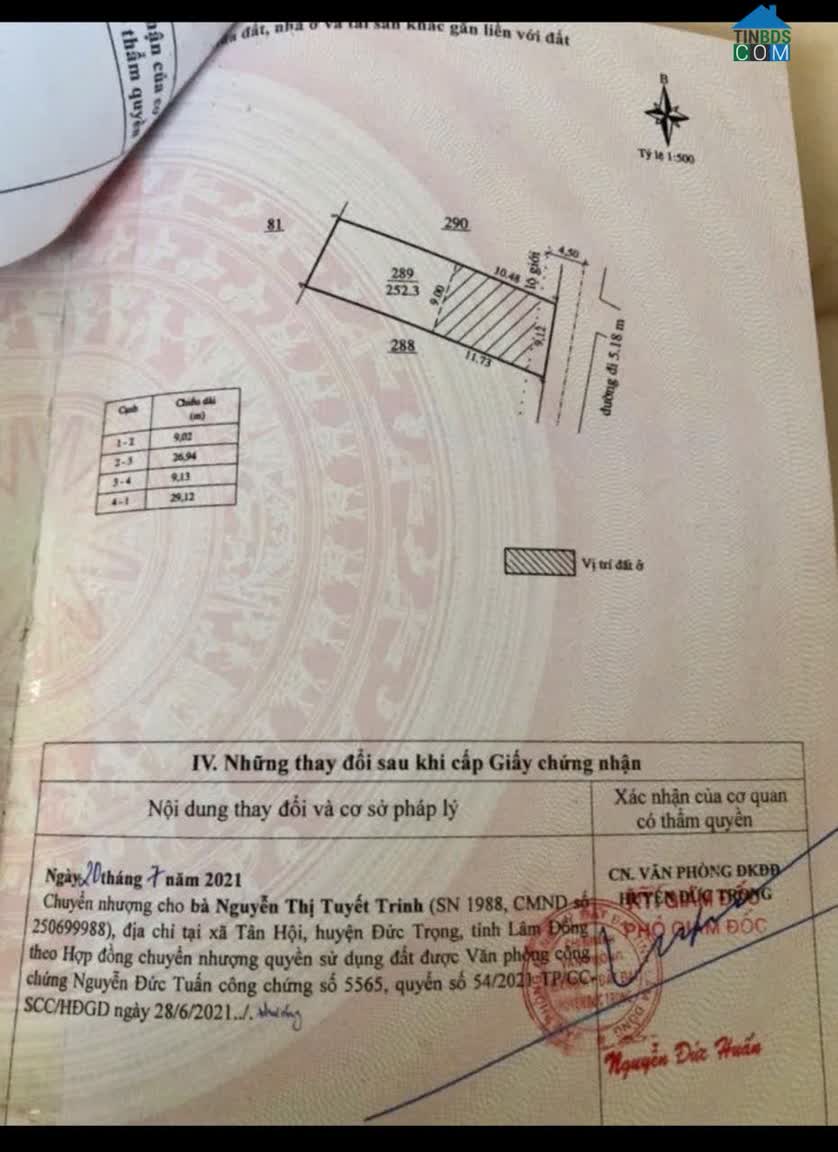 TINBDS
COM
đất, nhà ở và tài sản khác gắn liền với đất
thẩm quyền
B
Tỷ lệ 1:500
81
290
289
252.3
288
9.00
10.48
lộ giới
4.50
9.12
11.73
đường đi 5.18 m
Cạnh Chiều dài
(m)
1-2 9,02
2-3 26,94
3-4 9,13
4-1 29,12
Vị trí đất ở
IV. Những thay đổi sau khi cấp Giấy chứng nhận
Nội dung thay đổi và cơ sở pháp lý
Xác nhận của cơ quan
có thẩm quyền
Ngày 20 tháng 7 năm 2021
Chuyển nhượng cho bà Nguyễn Thị Tuyết Trinh (SN 1988, CMND số
250699988), địa chỉ tại xã Tân Hội, huyện Đức Trọng, tỉnh Lâm Đồng
theo Hợp đồng chuyển nhượng quyền sử dụng đất được Văn phòng công
chứng Nguyễn Đức Tuấn công chứng số 5565, quyển số 54/2021 TP/CC-
SCC/HĐGD ngày 28/6/2021../.
CN. VĂN PHÒNG ĐKĐĐ
HUYỆN ĐỨC TRỌNG
PHÓ GIÁM ĐỐC
Nguyễn Đức Huấn